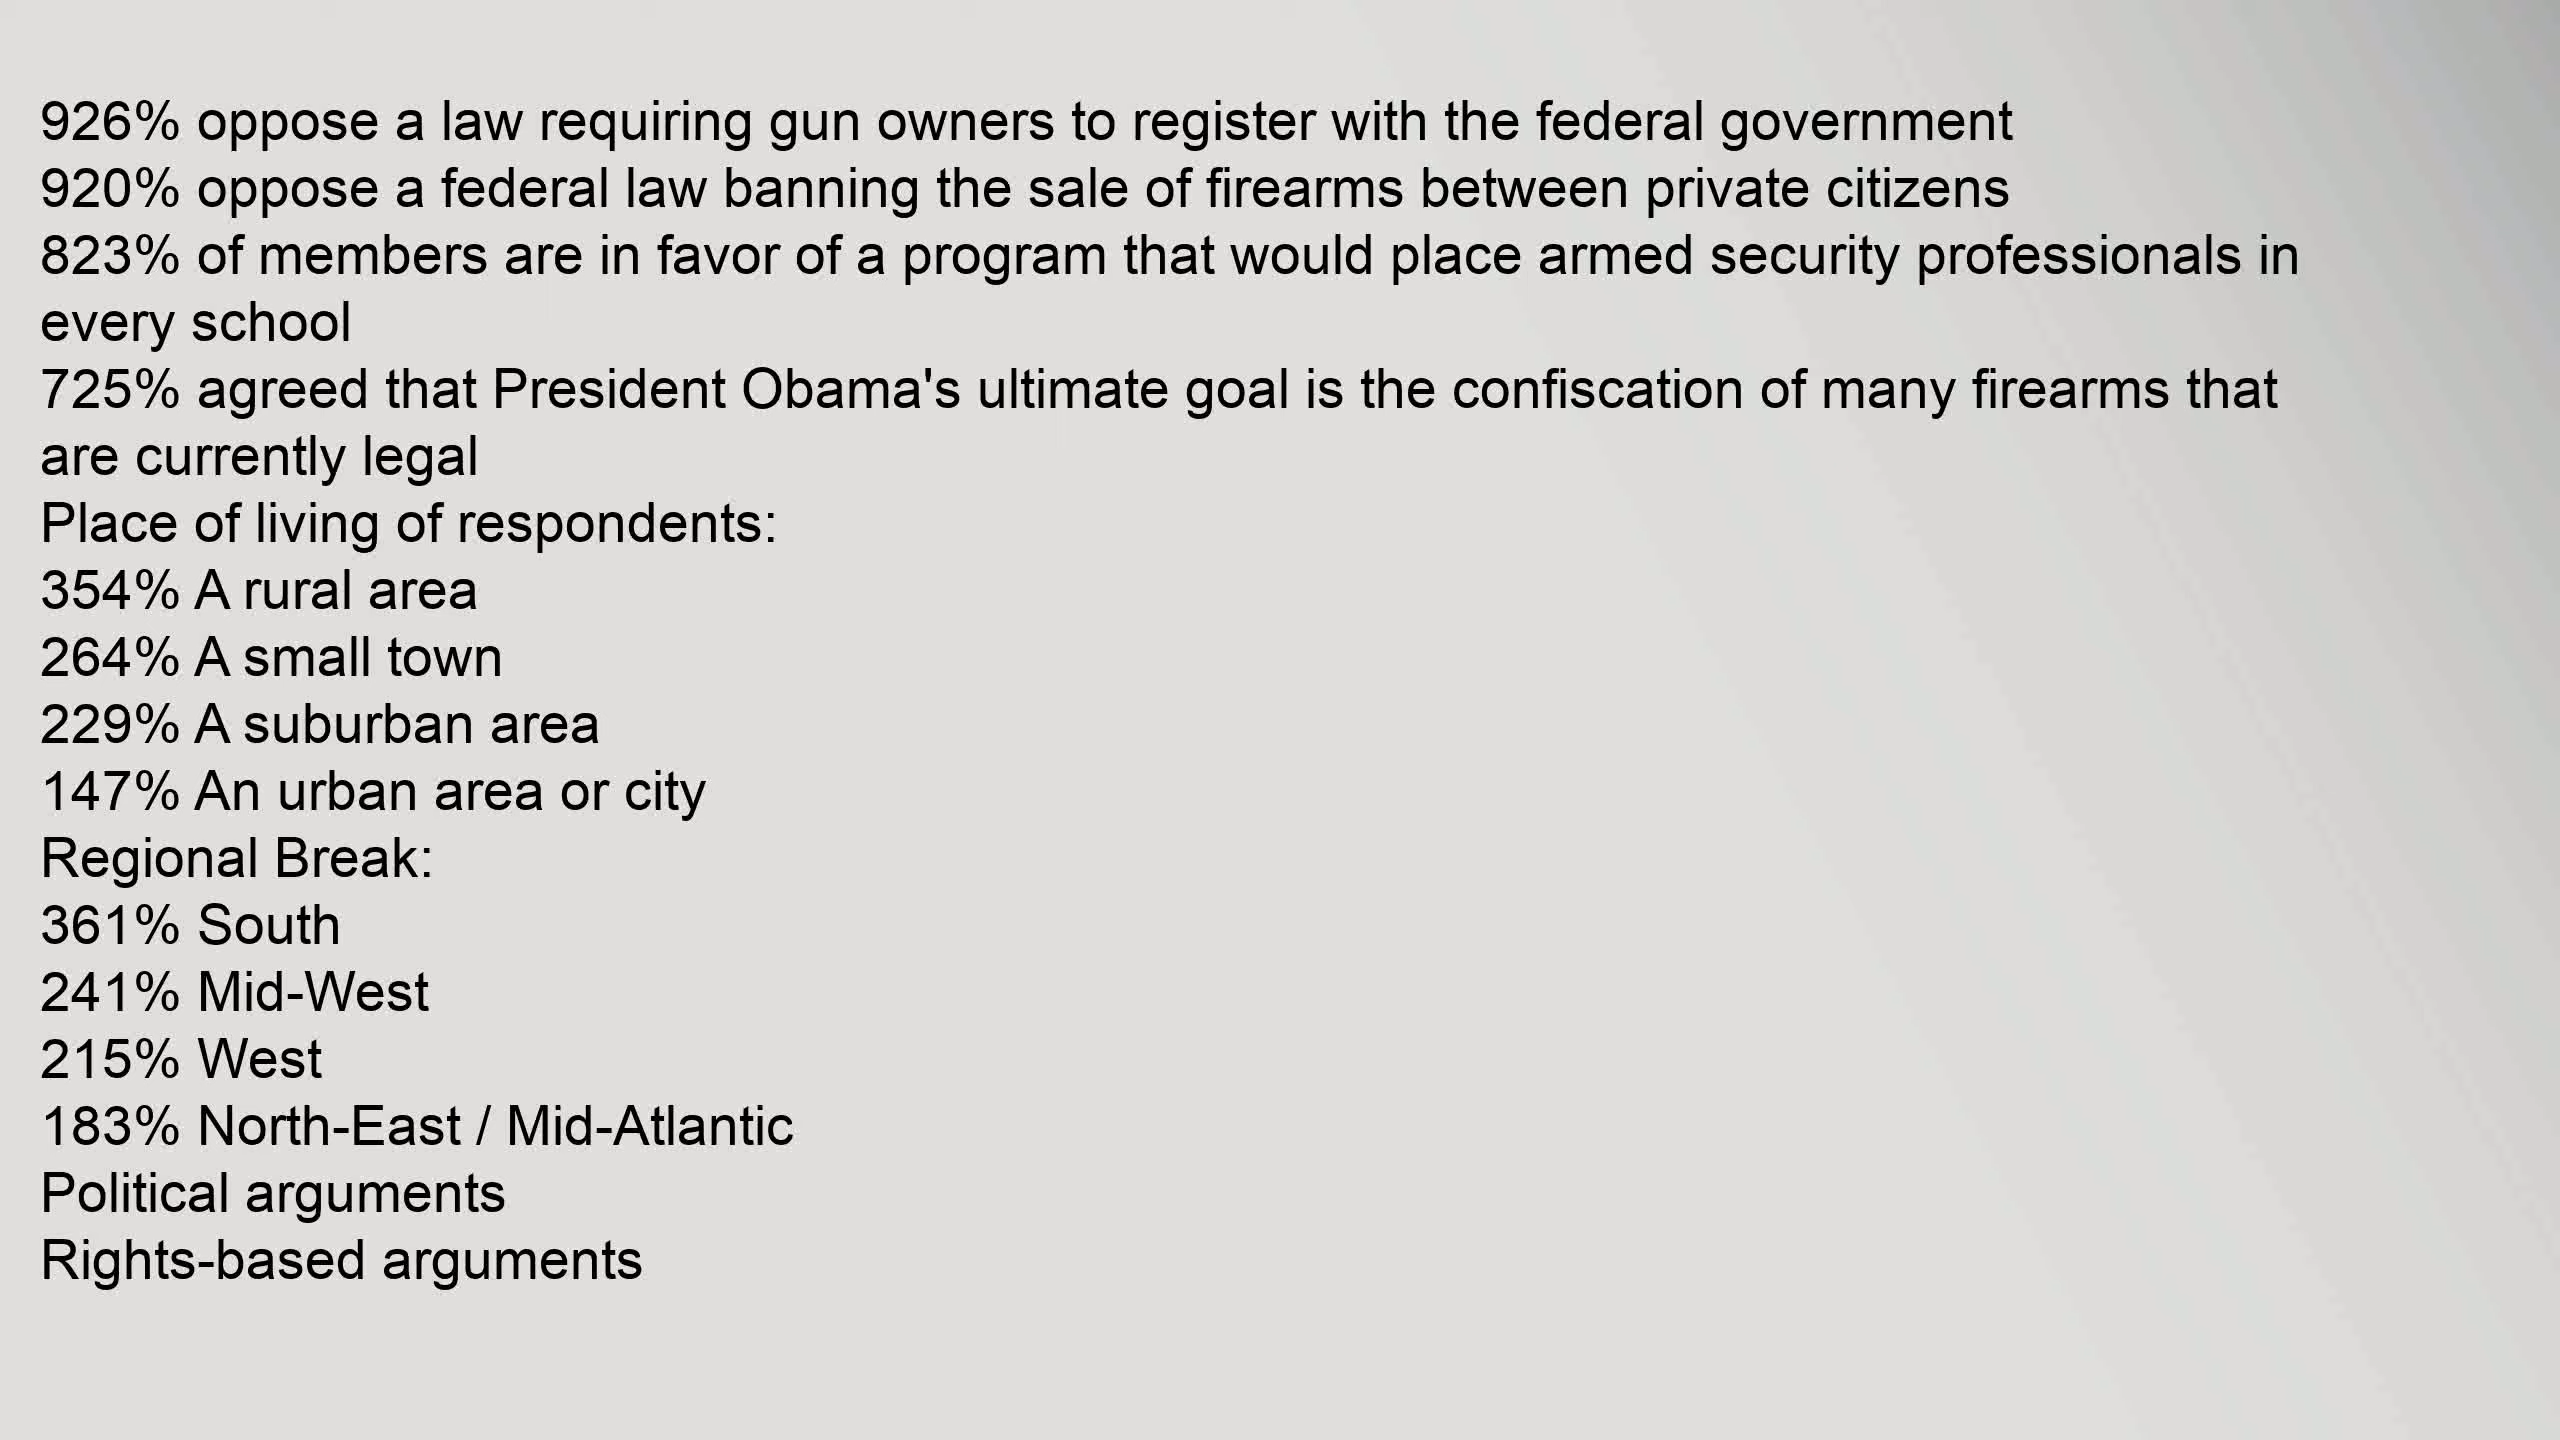 926% oppose a law requiring gun owners to register with the federal government
920% oppose a federal law banning the sale of firearms between private citizens
823% of members are in favor of a program that would place armed security professionals in
every school
725% agreed that President Obama's ultimate goal is the confiscation of many firearms that
are currently legal
Place of living of respondents:
354% A rural area
264% A small town
229% A suburban area
147% An urban area or city
Regional Break:
361% South
241% Mid-West
215% West
183% North-East / Mid-Atlantic
Political arguments
Rights-based arguments